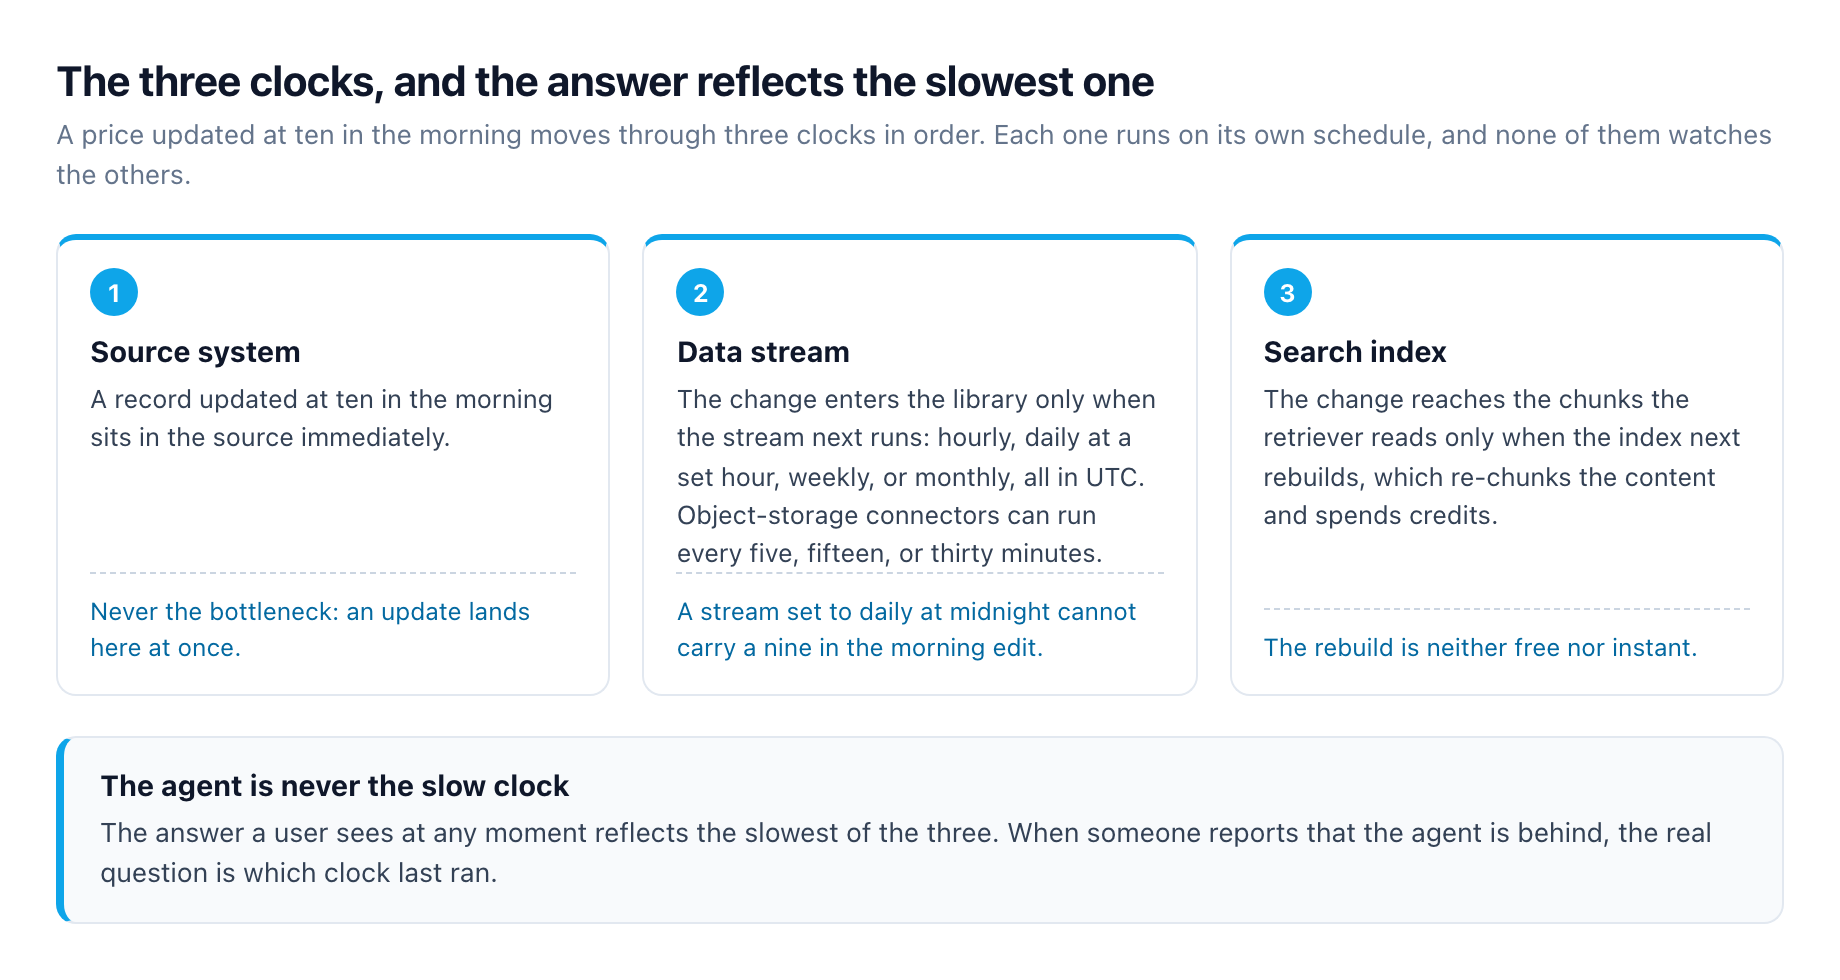 The three clocks, and the answer reflects the slowest one
A price updated at ten in the morning moves through three clocks in order. Each one runs on its own schedule, and none of them watches
the others.
1
Source system
A record updated at ten in the morning
sits in the source immediately.
Never the bottleneck: an update lands
here at once.
2
Data stream
The change enters the library only when
the stream next runs: hourly, daily at a
set hour, weekly, or monthly, all in UTC.
Object-storage connectors can run
every five, fifteen, or thirty minutes.
A stream set to daily at midnight cannot
carry a nine in the morning edit.
3
Search index
The change reaches the chunks the
retriever reads only when the index next
rebuilds, which re-chunks the content
and spends credits.
The rebuild is neither free nor instant.
The agent is never the slow clock
The answer a user sees at any moment reflects the slowest of the three. When someone reports that the agent is behind, the real
question is which clock last ran.